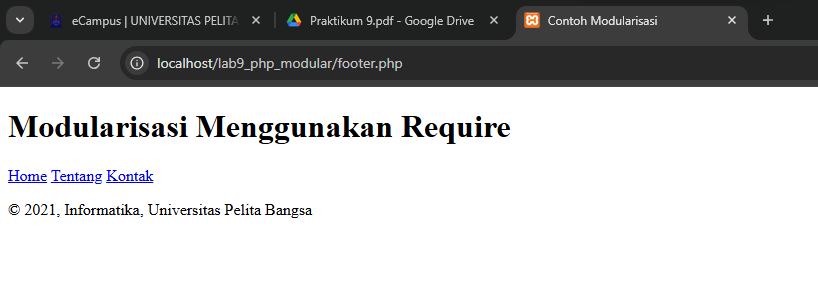 eCampus | UNIVERSITAS PELITA
Praktikum 9.pdf - Google Drive
Contoh Modularisasi
localhost/lab9_php_modular/footer.php
Modularisasi Menggunakan Require
Home Tentang Kontak
© 2021, Informatika, Universitas Pelita Bangsa